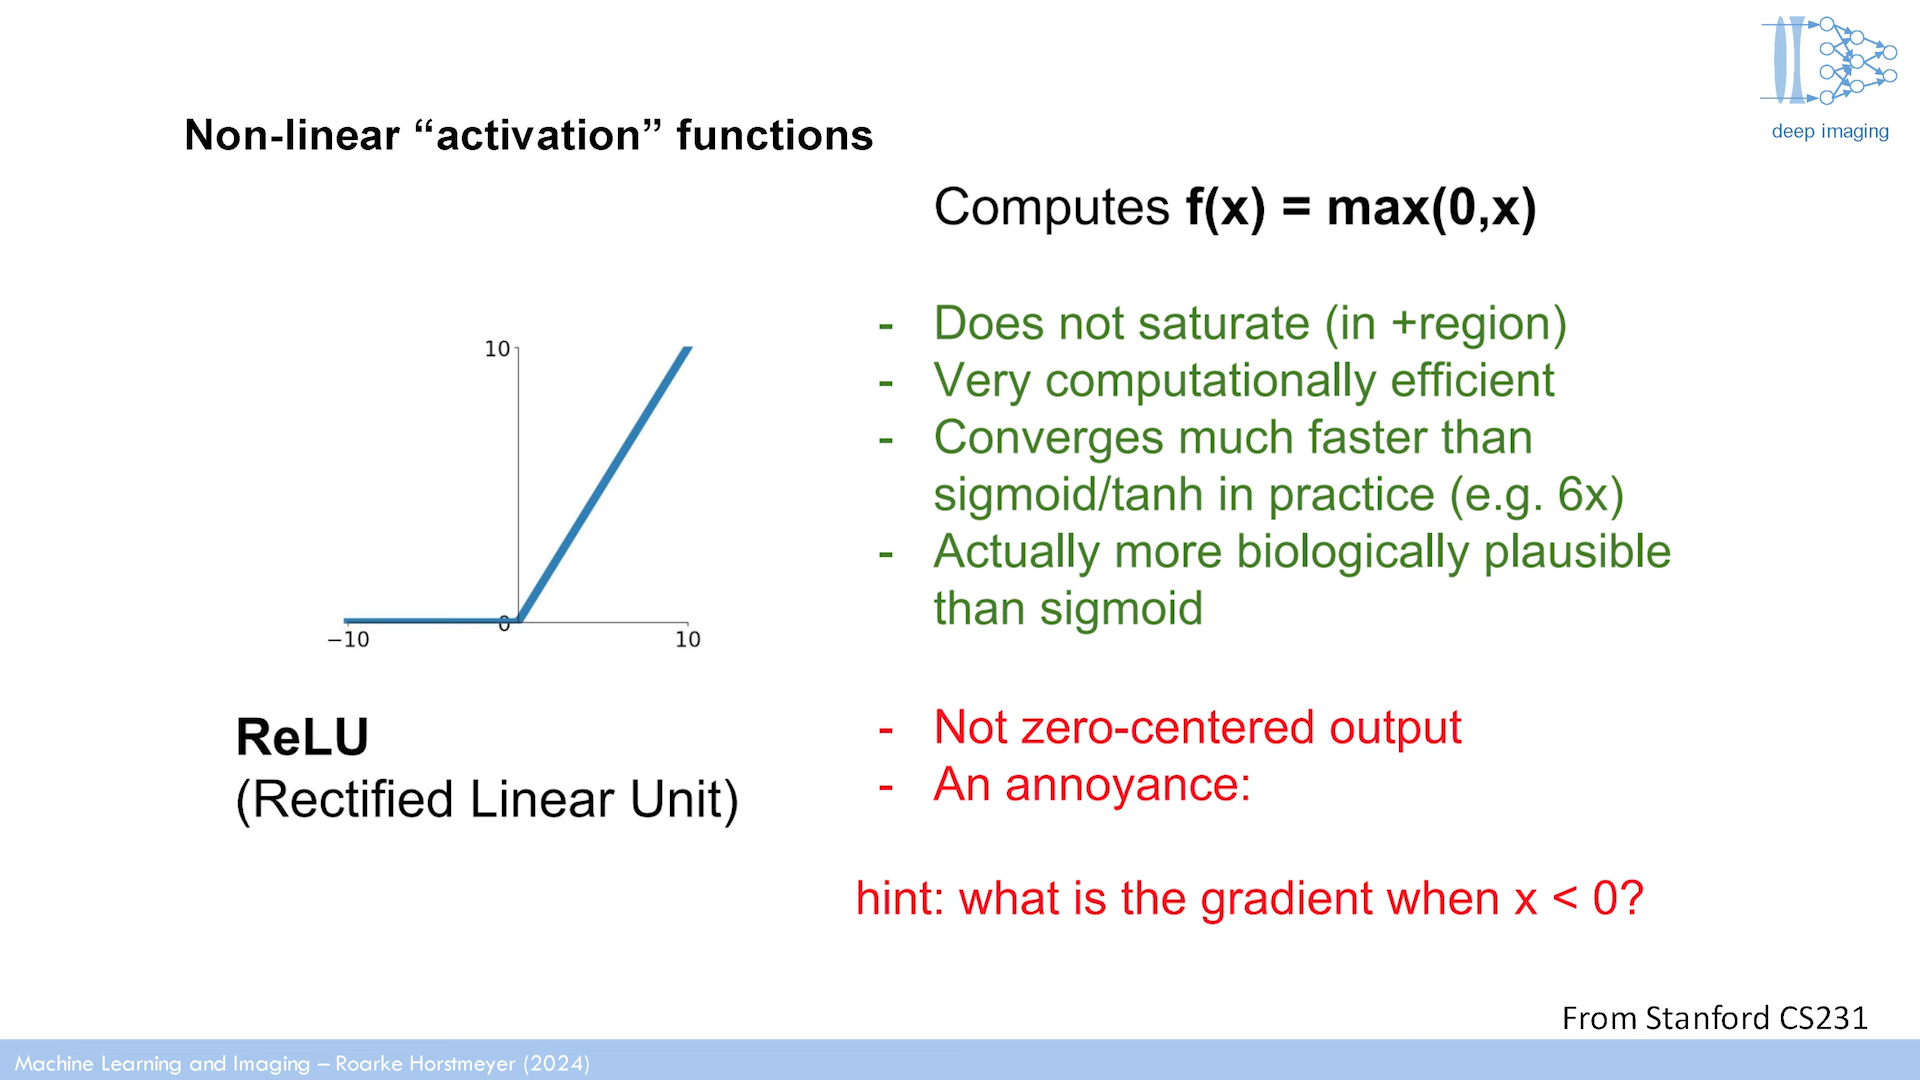 deep imaging
Non-linear “activation” functions
Computes f(x) = max(0,x)
- Does not saturate (in +region)
- Very computationally efficient
- Converges much faster than
sigmoid/tanh in practice (e.g. 6x)
- Actually more biologically plausible
than sigmoid
10
0
−10
10
ReLU
(Rectified Linear Unit)
- Not zero-centered output
- An annoyance:
hint: what is the gradient when x < 0?
From Stanford CS231
Machine Learning and Imaging – Roarke Horstmeyer (2024)